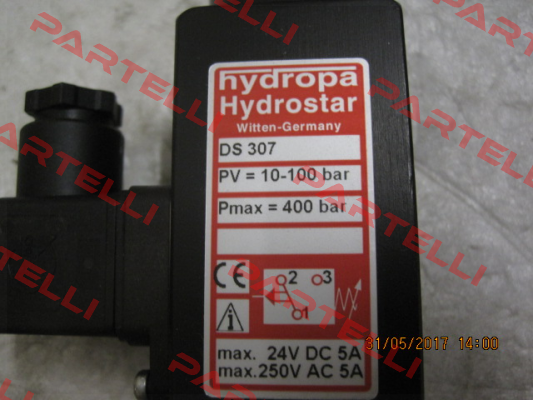 hydropa
Hydrostar
Witten-Germany
DS 307
PV = 10-100 bar
Pmax = 400 bar
CE
2
3
1
i
max. 24V DC 5A
max.250V AC 5A
31/05/2017 14:00
PARTELLI
PARTELLI
PARTELLI
PARTELLI
PARTELLI
PARTELLI